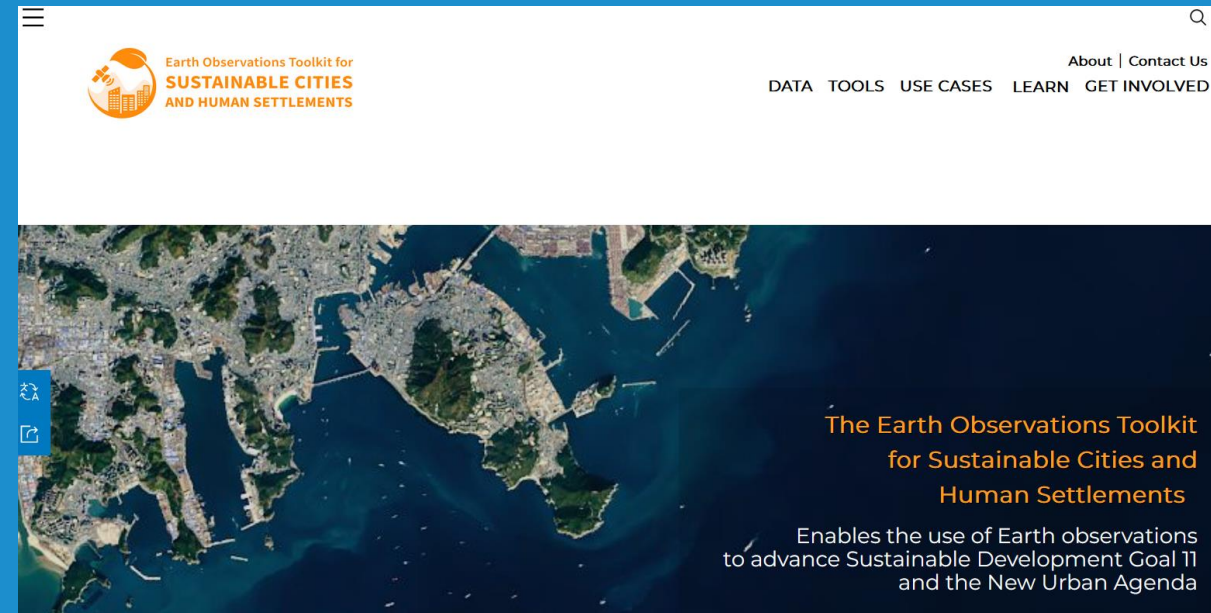 Earth Observations Toolkit for
SUSTAINABLE CITIES
AND HUMAN SETTLEMENTS
About | Contact Us
DATA TOOLS USE CASES LEARN GET INVOLVED
The Earth Observations Toolkit
for Sustainable Cities and
Human Settlements
Enables the use of Earth observations
to advance Sustainable Development Goal 11
and the New Urban Agenda